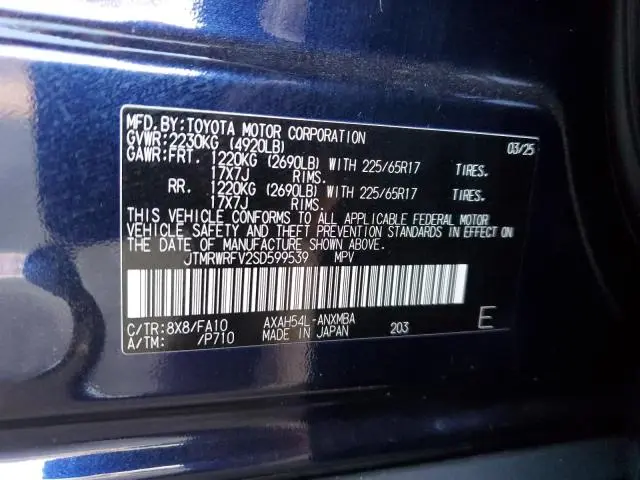 MFD.BY:TOYOTA MOTOR CORPORATION 03/25
GVWR:2230KG (4920LB)
GAWR:FRT. 1220KG (2690LB) WITH 225/65R17 TIRES.
17X7J RIMS.
RR. 1220KG (2690LB) WITH 225/65R17 TIRES.
17X7J RIMS.
THIS VEHICLE CONFORMS TO ALL APPLICABLE FEDERAL MOTOR
VEHICLE SAFETY AND THEFT PREVENTION STANDARDS IN EFFECT ON
THE DATE OF MANUFACTURE SHOWN ABOVE.
JTMRWRFV2SD599539 MPV
C/TR:8X8/FA10 AXAH54L-ANXMBA 203 E
A/TM: /P710 MADE IN JAPAN